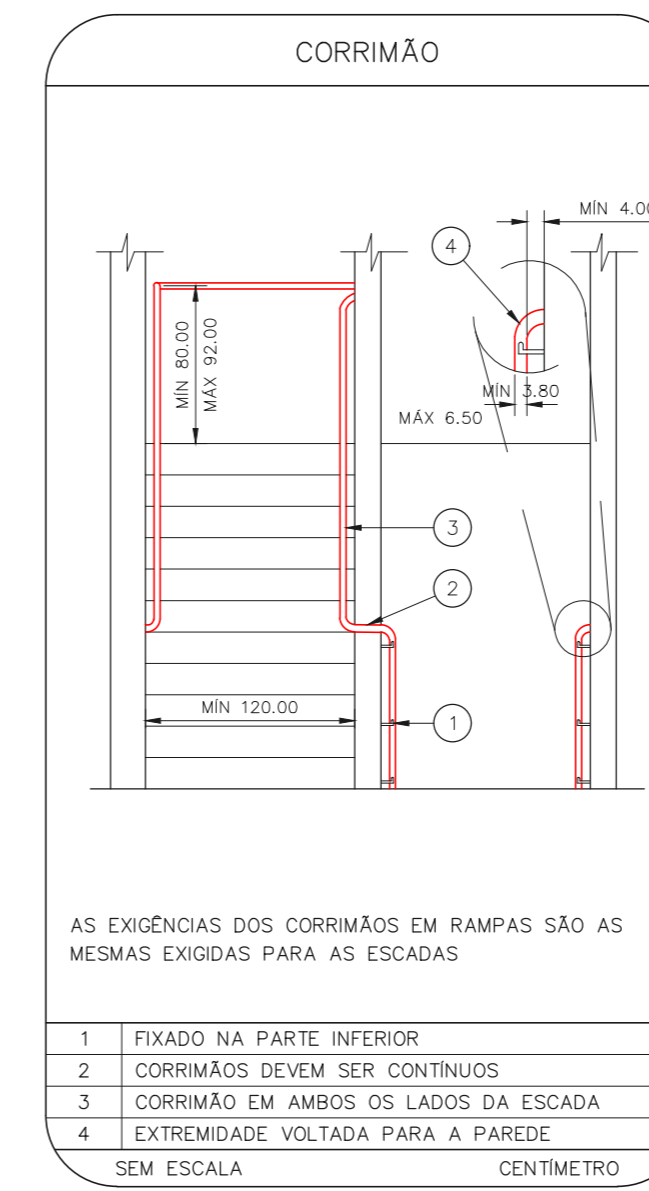 CORRIMÃO
MÍN 4.00
4
MÍN 80.00
MÁX 92.00
MÍN 3.80
MÁX 6.50
3
2
MÍN 120.00
1
AS EXIGÊNCIAS DOS CORRIMÃOS EM RAMPAS SÃO AS
MESMAS EXIGIDAS PARA AS ESCADAS
1 FIXADO NA PARTE INFERIOR
2 CORRIMÃOS DEVEM SER CONTÍNUOS
3 CORRIMÃO EM AMBOS OS LADOS DA ESCADA
4 EXTREMIDADE VOLTADA PARA A PAREDE
SEM ESCALA CENTÍMETRO